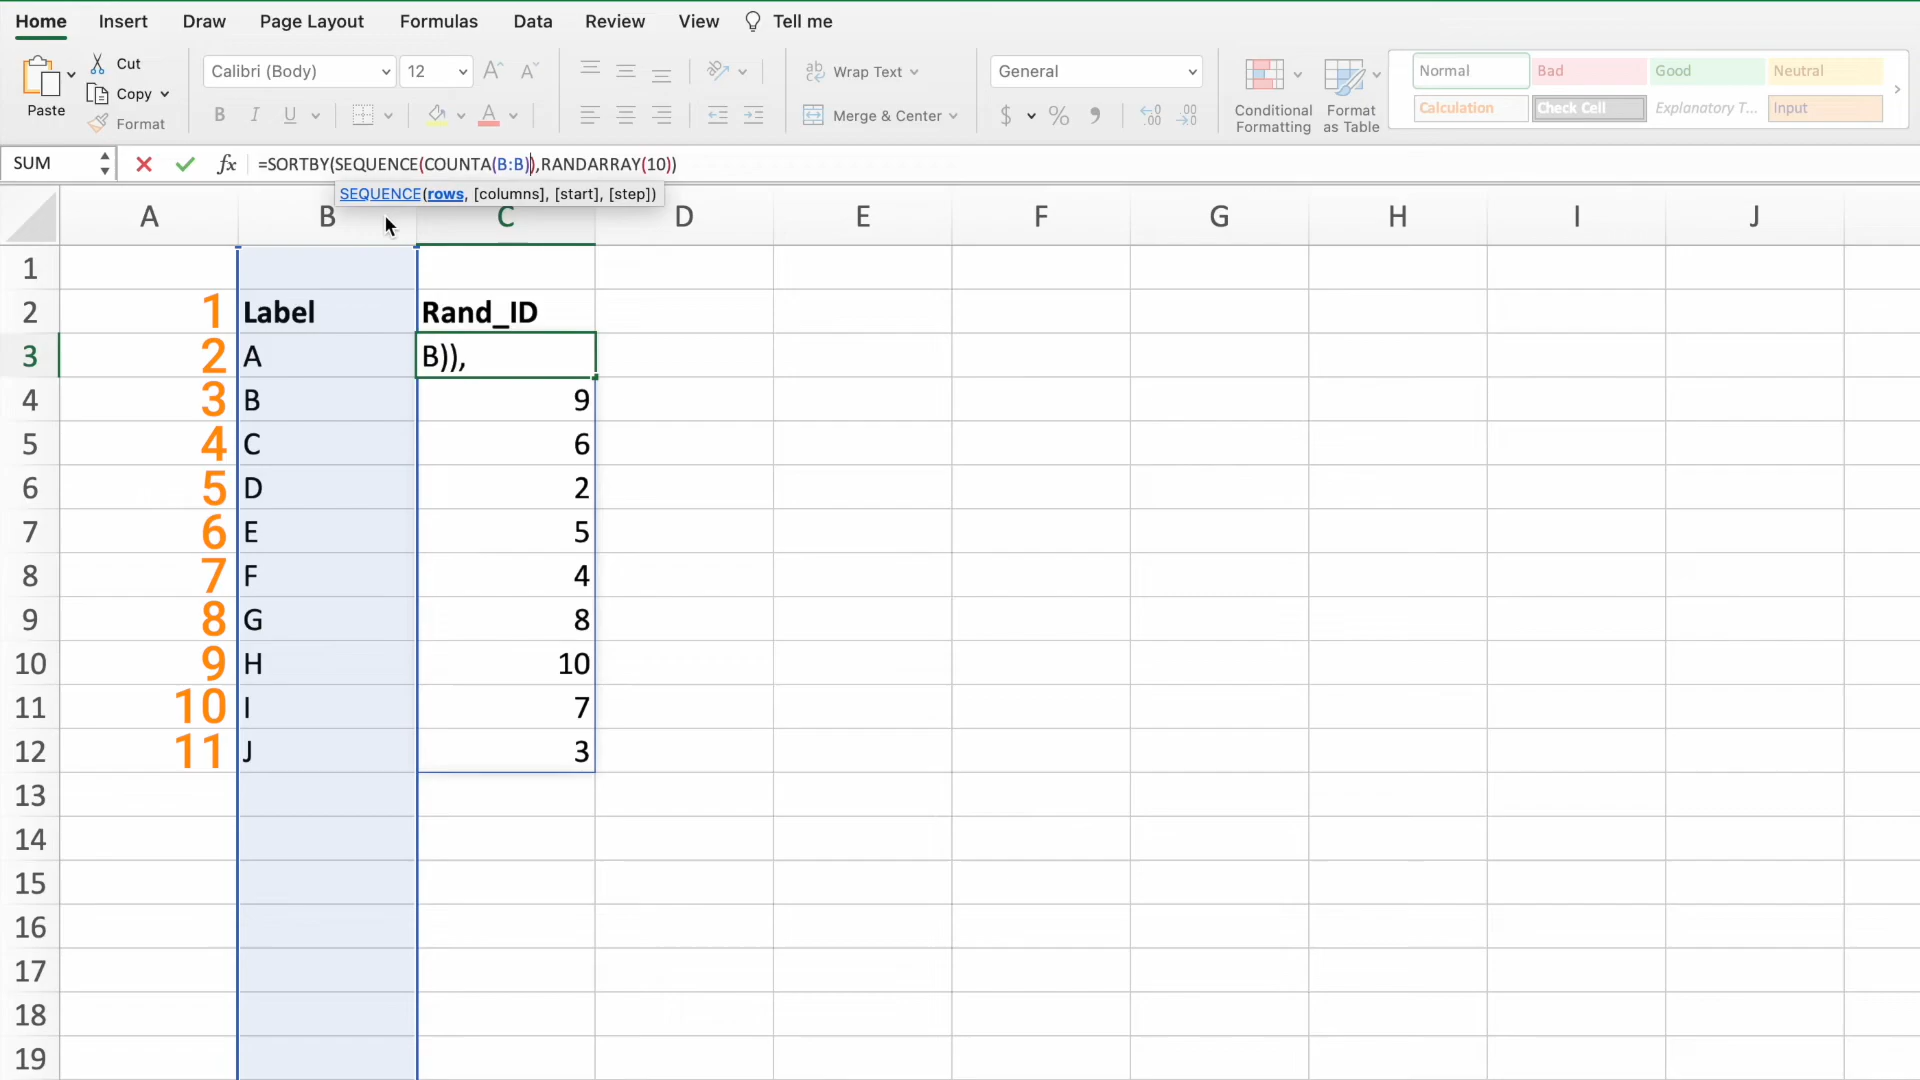 Home Insert Draw Page Layout Formulas Data Review View Tell me
Paste
Cut
Copy
Format
Calibri (Body) 12
B I U
Wrap Text
Merge & Center
General
$ %
Conditional Formatting
Format as Table
Normal Bad Good Neutral
Calculation Check Cell Explanatory T... Input
SUM fx =SORTBY(SEQUENCE(COUNTA(B:B)),RANDARRAY(10))
SEQUENCE(rows, [columns], [start], [step])
A B C D E F G H I J
1
2 1 Label Rand_ID
3 2 A B)),
4 3 B 9
5 4 C 6
6 5 D 2
7 6 E 5
8 7 F 4
9 8 G 8
10 9 H 10
11 10 I 7
12 11 J 3
13
14
15
16
17
18
19